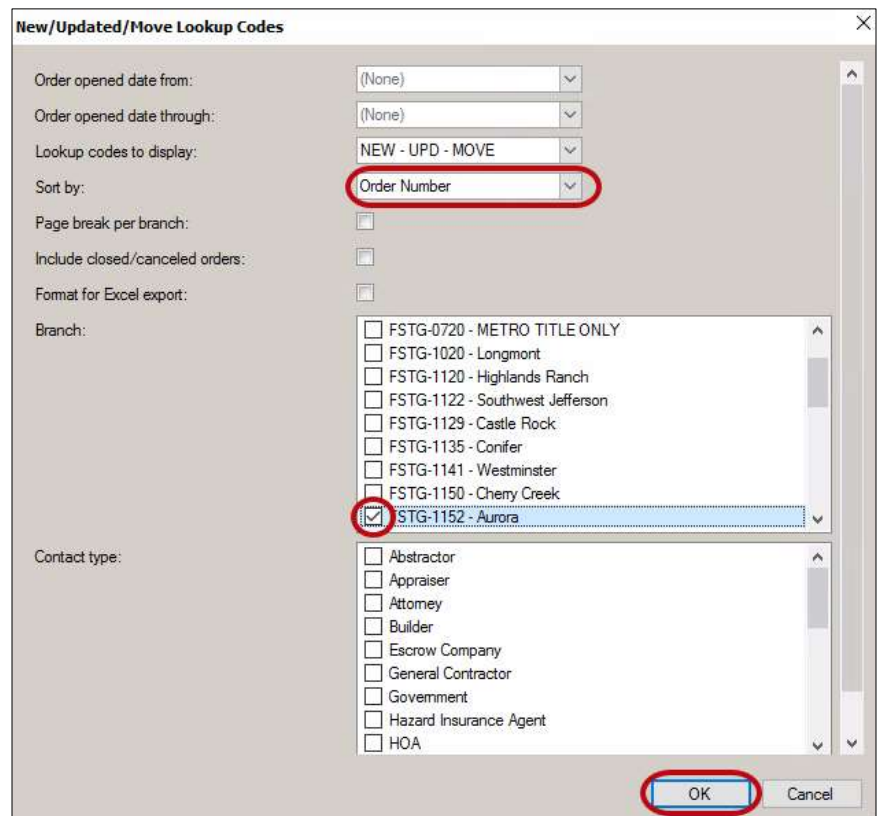 New/Updated/Move Lookup Codes
Order opened date from: (None)
Order opened date through: (None)
Lookup codes to display: NEW - UPD - MOVE
Sort by: Order Number
Page break per branch:
Include closed/canceled orders:
Format for Excel export:
Branch: FSTG-0720 - METRO TITLE ONLY
FSTG-1020 - Longmont
FSTG-1120 - Highlands Ranch
FSTG-1122 - Southwest Jefferson
FSTG-1129 - Castle Rock
FSTG-1135 - Conifer
FSTG-1141 - Westminster
FSTG-1150 - Cherry Creek
FSTG-1152 - Aurora
Contact type: Abstractor
Appraiser
Attorney
Builder
Escrow Company
General Contractor
Government
Hazard Insurance Agent
HOA
OK Cancel